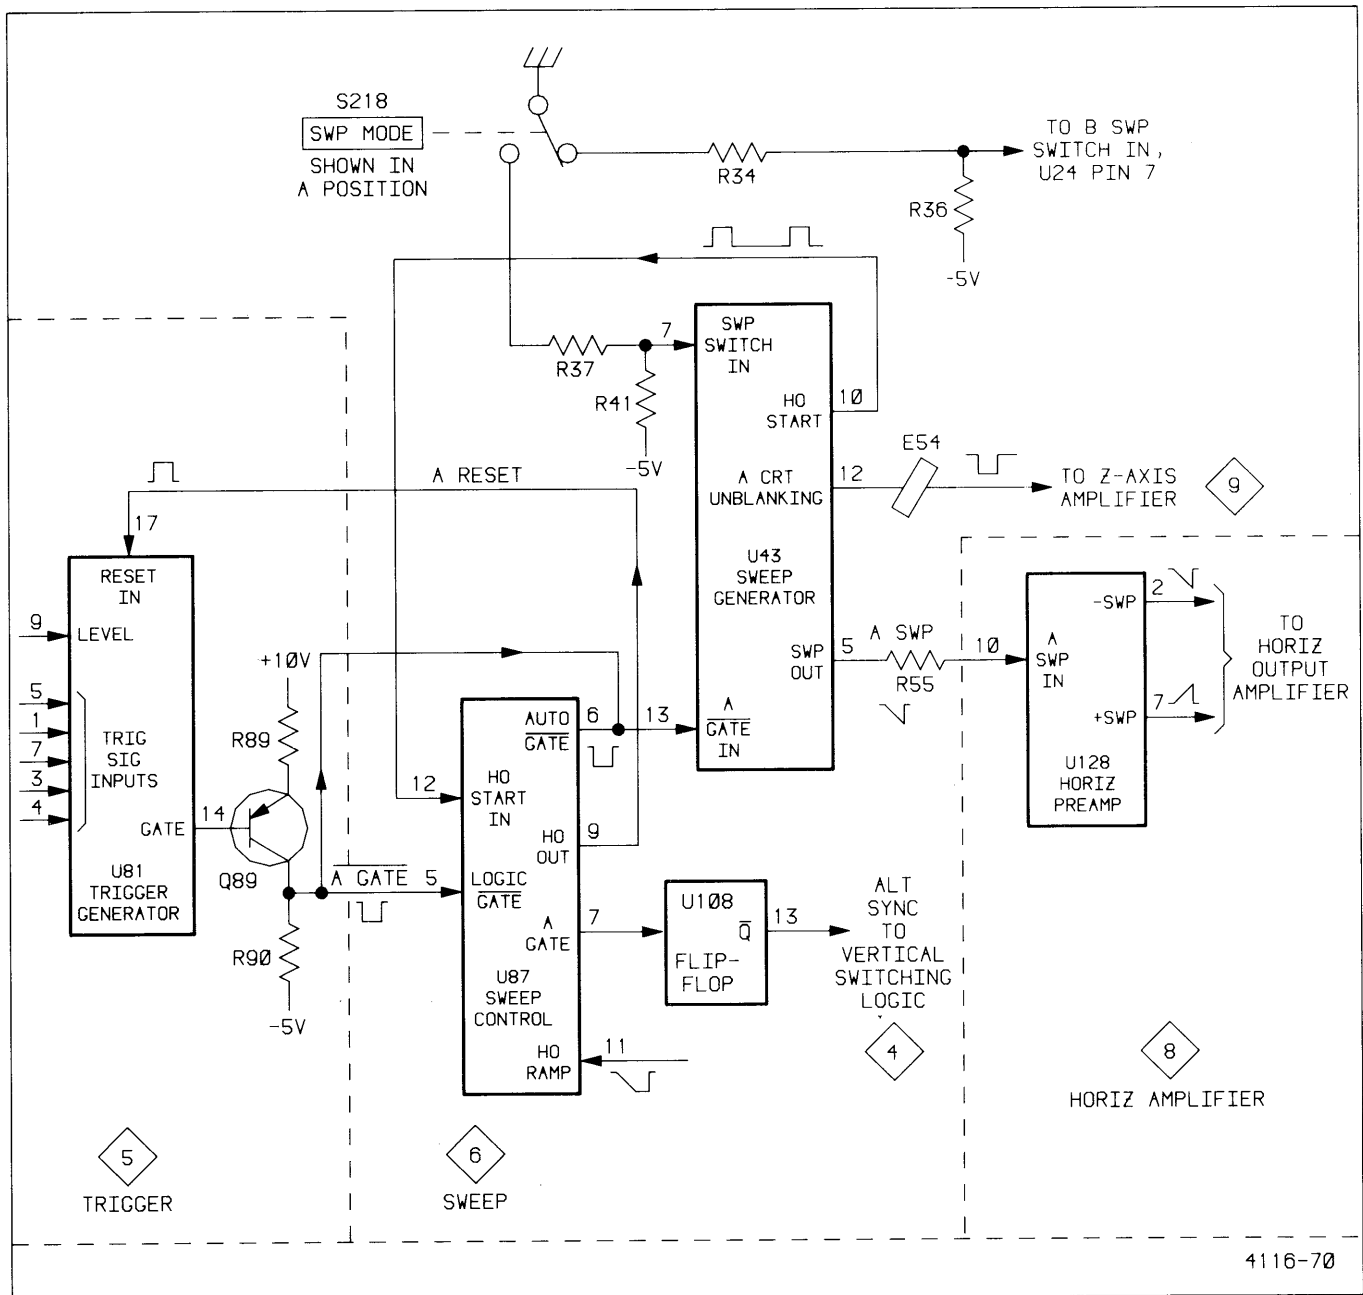 S218
SWP MODE
SHOWN IN
A POSITION
R34
TO B SWP
SWITCH IN,
U24 PIN 7
R36
-5V
R37
7
R41
-5V
SWP
SWITCH
IN
HO
START
10
A CRT
UNBLANKING
12
E54
TO Z-AXIS
AMPLIFIER
9
U43
SWEEP
GENERATOR
SWP
OUT
5
A SWP
R55
A
GATE
IN
13
A RESET
17
RESET
IN
9
LEVEL
5
1
7
3
4
TRIG
SIG
INPUTS
GATE
14
U81
TRIGGER
GENERATOR
+10V
R89
Q89
R90
-5V
A GATE
5
AUTO
GATE
6
12
HO
START
IN
HO
OUT
9
LOGIC
GATE
A
GATE
7
U87
SWEEP
CONTROL
HO
RAMP
11
U108
Q
FLIP-
FLOP
13
ALT
SYNC
TO
VERTICAL
SWITCHING
LOGIC
4
10
A
SWP
IN
-SWP
2
+SWP
7
U128
HORIZ
PREAMP
TO
HORIZ
OUTPUT
AMPLIFIER
8
HORIZ AMPLIFIER
5
TRIGGER
6
SWEEP
4116-70